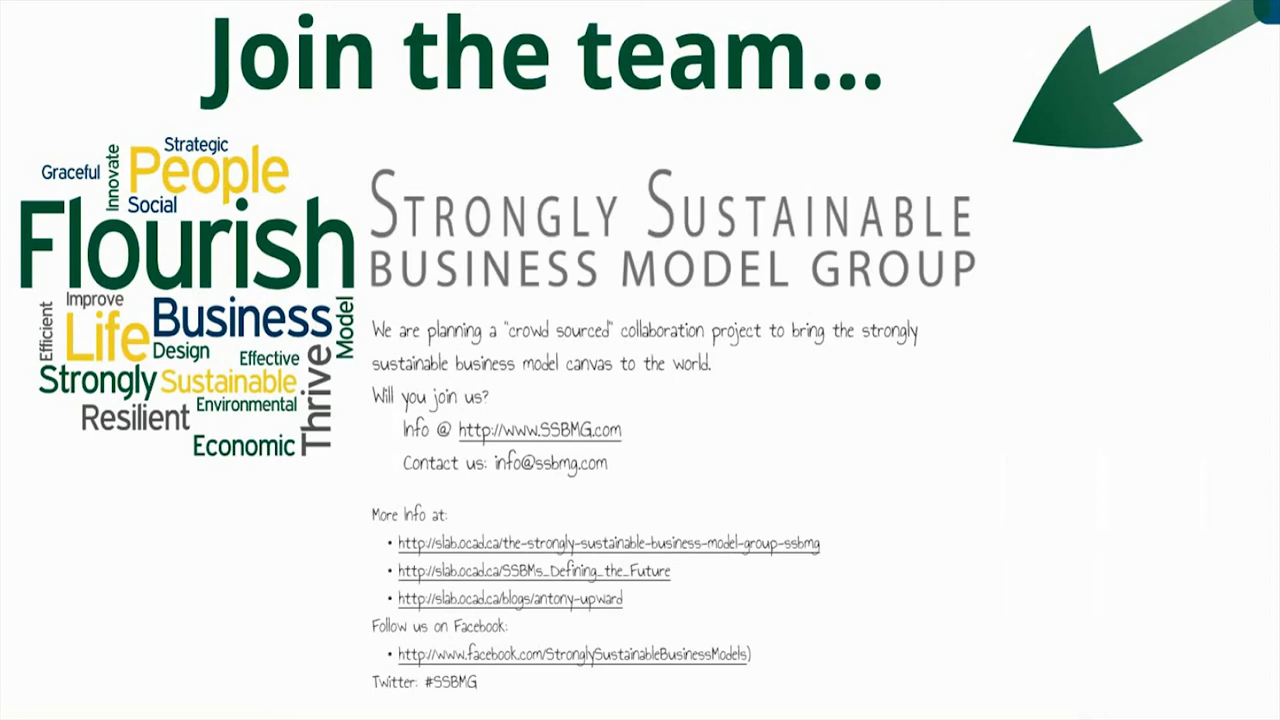 Join the team...
Strategic
Graceful
Innovate
People
Social
Flourish
Efficient
Improve
Life
Business
Model
Design
Effective
Strongly
Sustainable
Thrive
Resilient
Environmental
Economic
STRONGLY SUSTAINABLE
BUSINESS MODEL GROUP
We are planning a "crowd sourced" collaboration project to bring the strongly
sustainable business model canvas to the world.
Will you join us?
Info @ http://www.SSBMG.com
Contact us: info@ssbmg.com
More Info at:
• http://slab.ocad.ca/the-strongly-sustainable-business-model-group-ssbmg
• http://slab.ocad.ca/SSBMs_Defining_the_Future
• http://slab.ocad.ca/blogs/antony-upward
Follow us on Facebook:
• http://www.facebook.com/StronglySustainableBusinessModels)
Twitter: #SSBMG